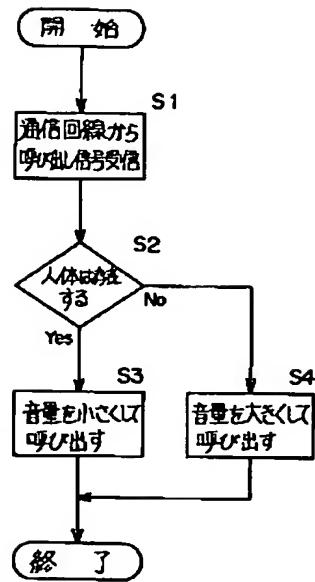 開始
S1
通信回線から
呼び出し信号受信
S2
人体は存在
する
No
Yes
S3
音量を小さくして
呼び出す
S4
音量を大きくして
呼び出す
終了